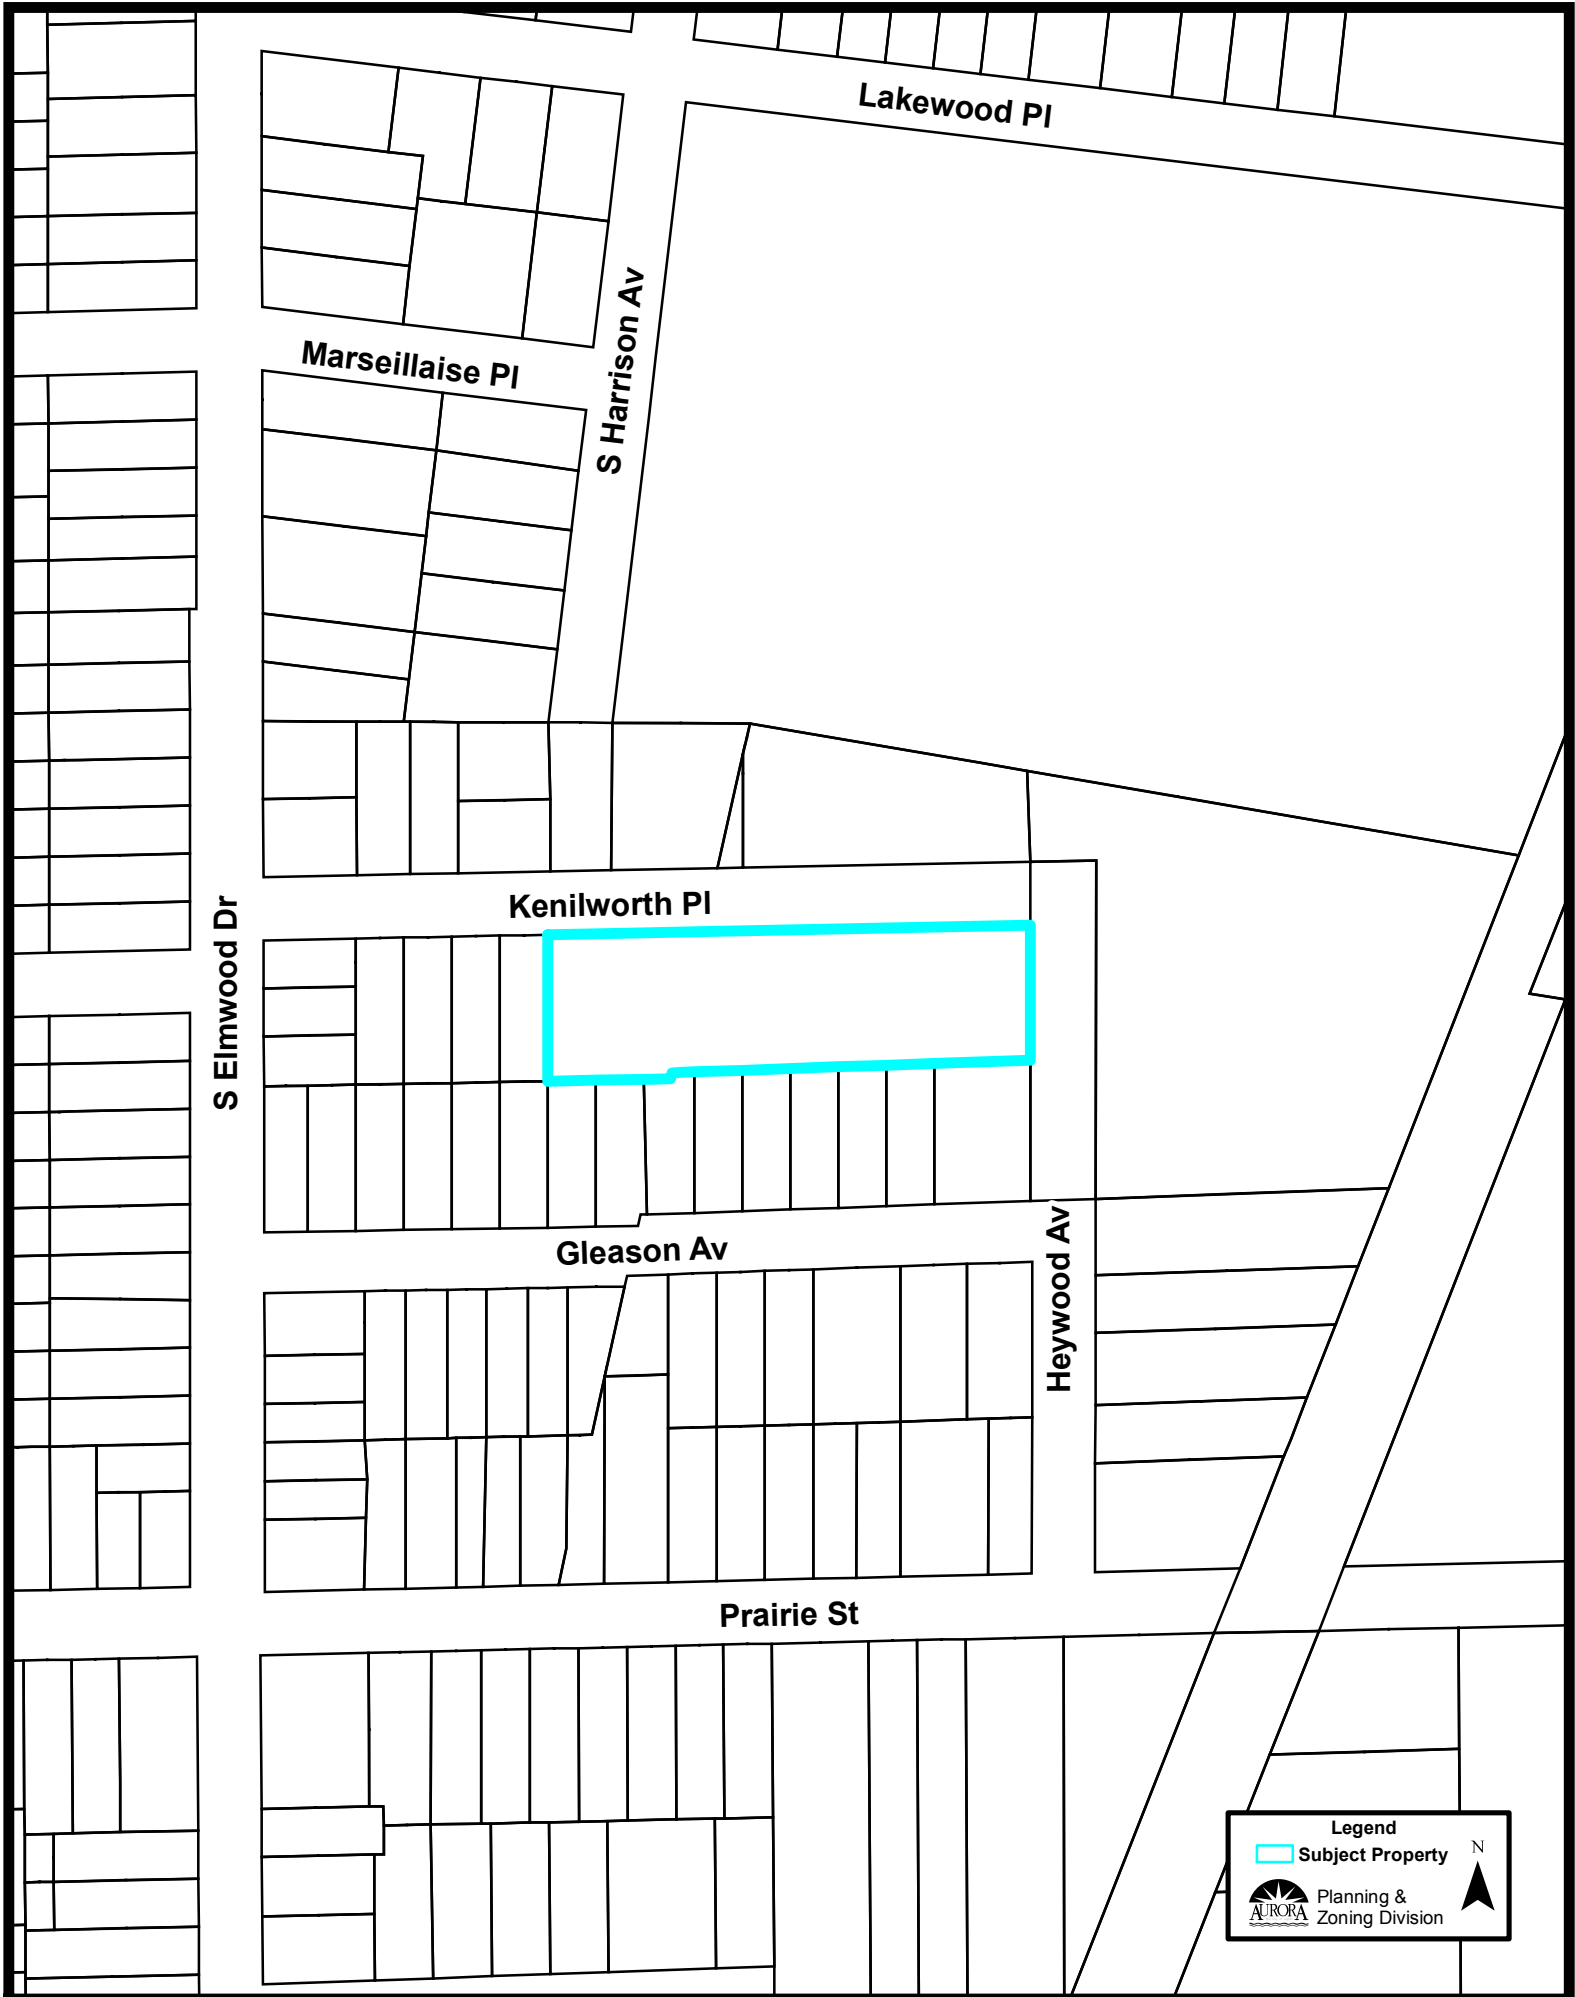 Lakewood Pl
S Harrison Av
Marseillaise Pl
Kenilworth Pl
S Elmwood Dr
Gleason Av
Heywood Av
Prairie St
Legend
Subject Property
N
AURORA
Planning &
Zoning Division